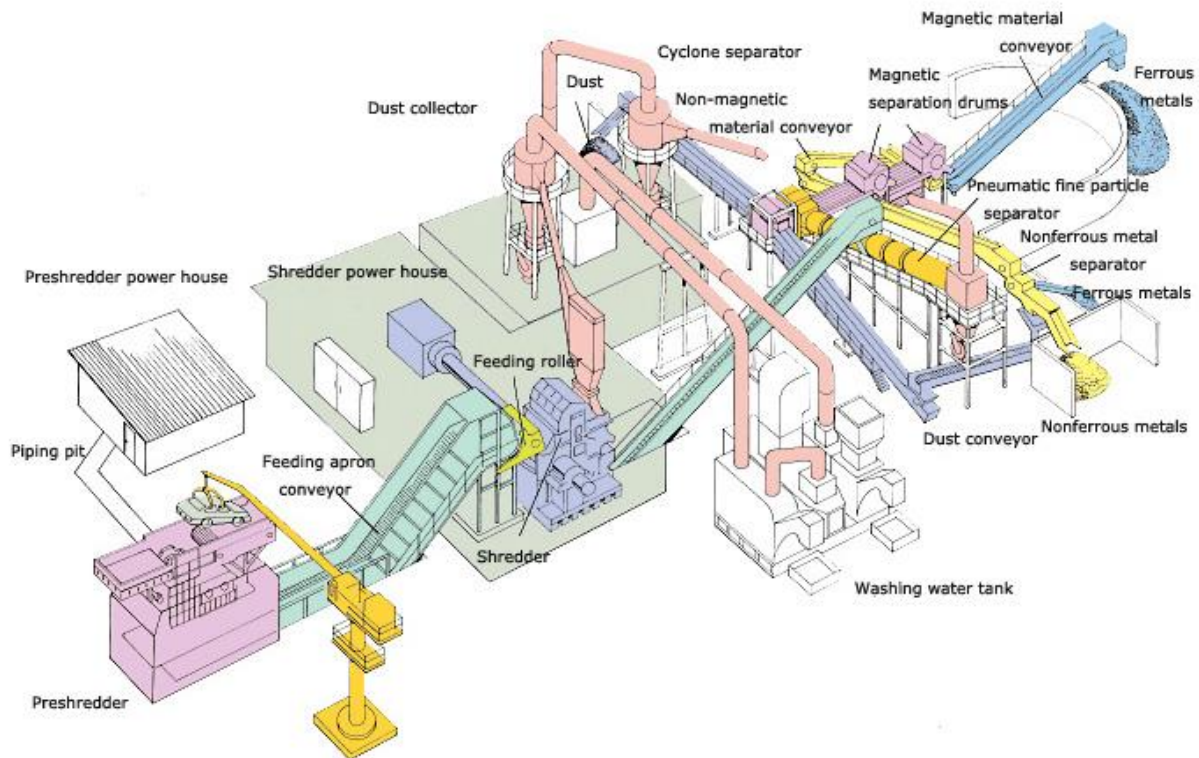 Magnetic material
conveyor
Cyclone separator
Dust
Magnetic
separation drums
Ferrous
metals
Dust collector
Non-magnetic
material conveyor
Pneumatic fine particle
separator
Nonferrous metal
separator
Preshredder power house
Shredder power house
Ferrous metals
Feeding roller
Nonferrous metals
Dust conveyor
Piping pit
Feeding apron
conveyor
Shredder
Washing water tank
Preshredder